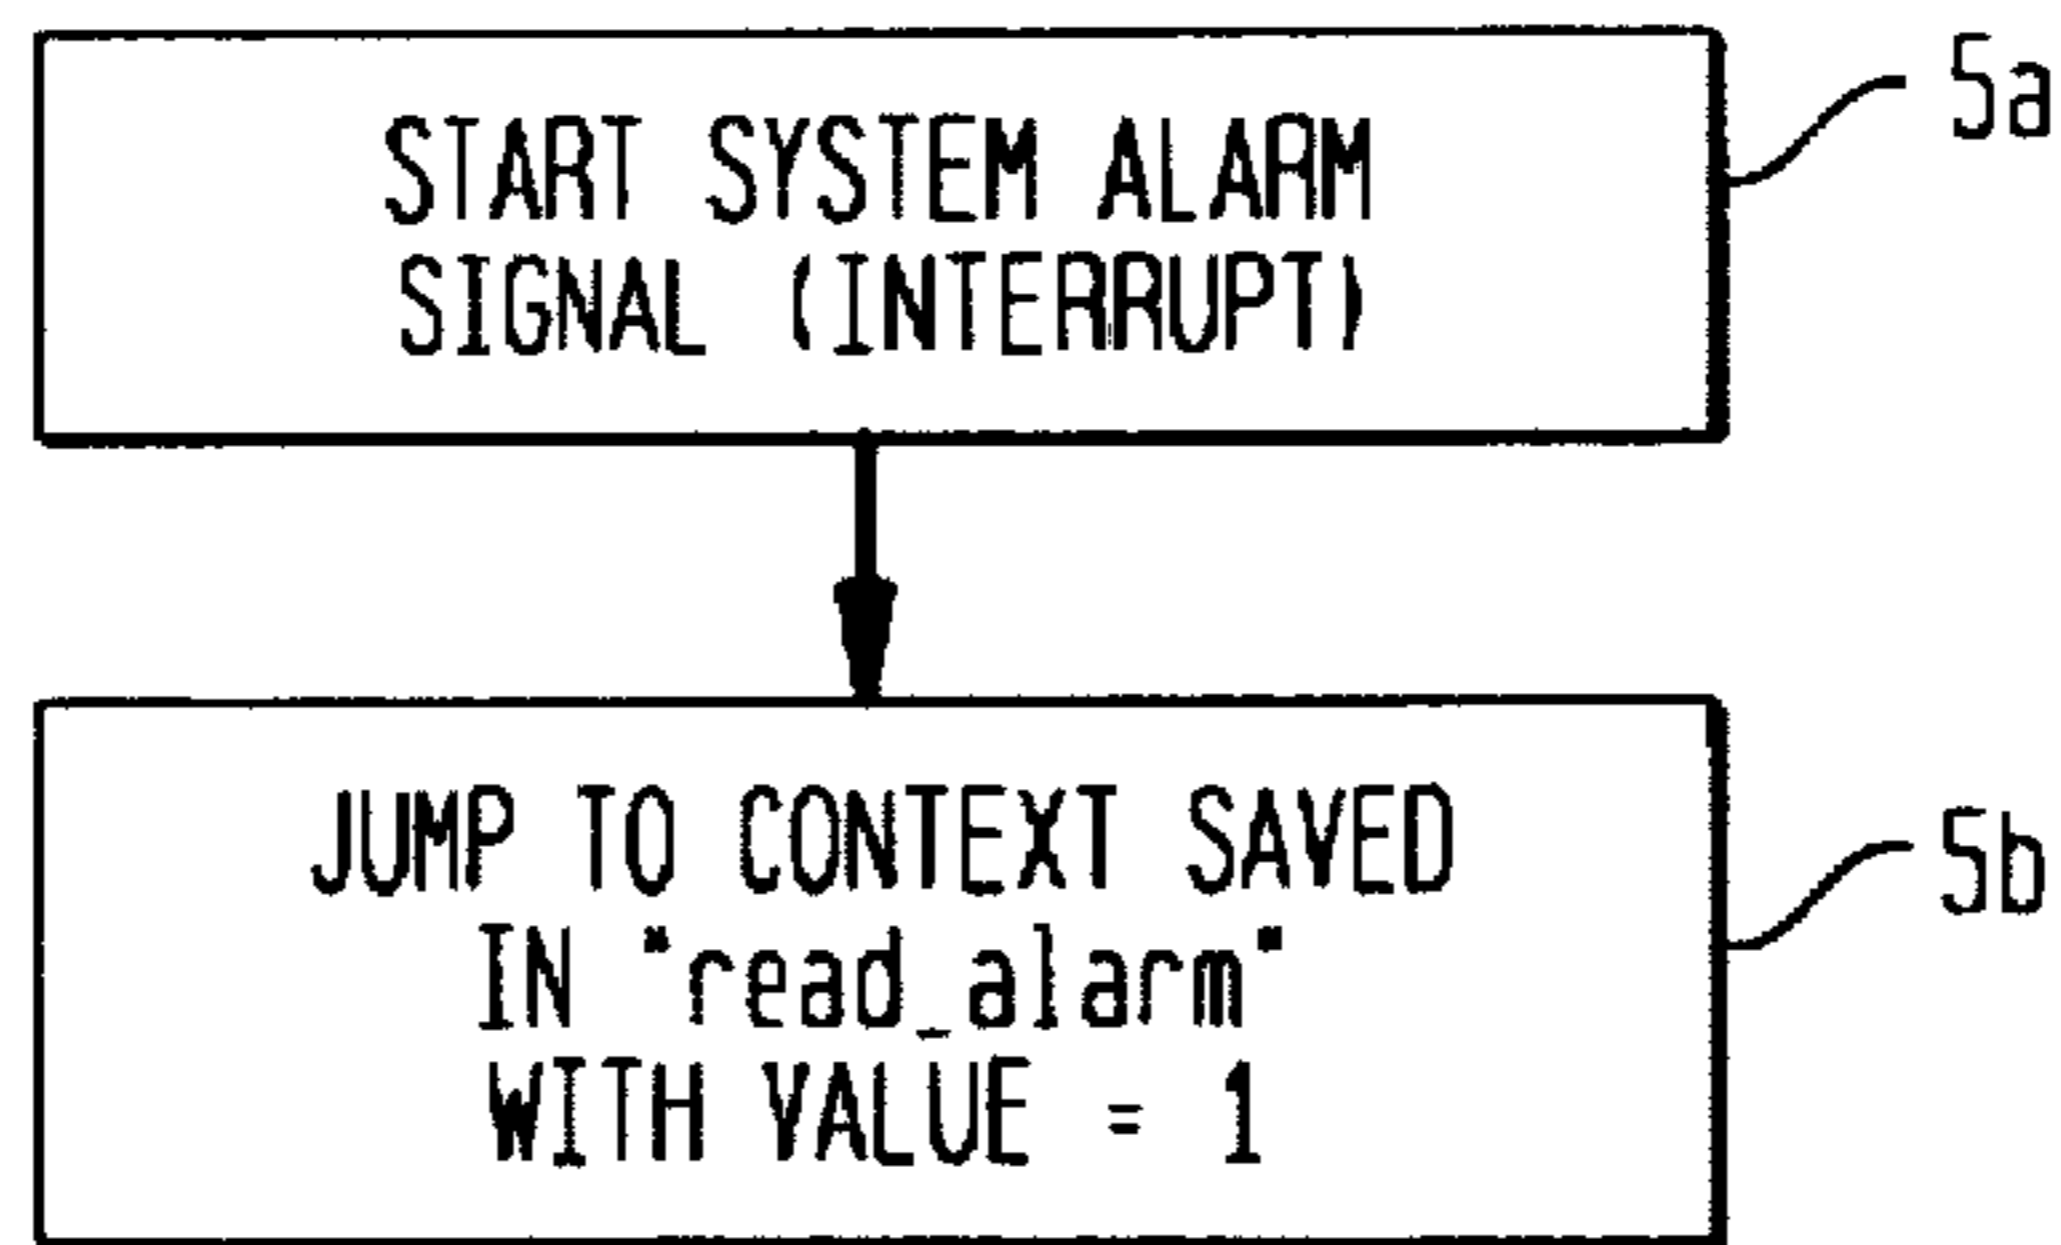 START SYSTEM ALARM
SIGNAL (INTERRUPT)
5a
JUMP TO CONTEXT SAVED
IN "read_alarm"
WITH VALUE = 1
5b